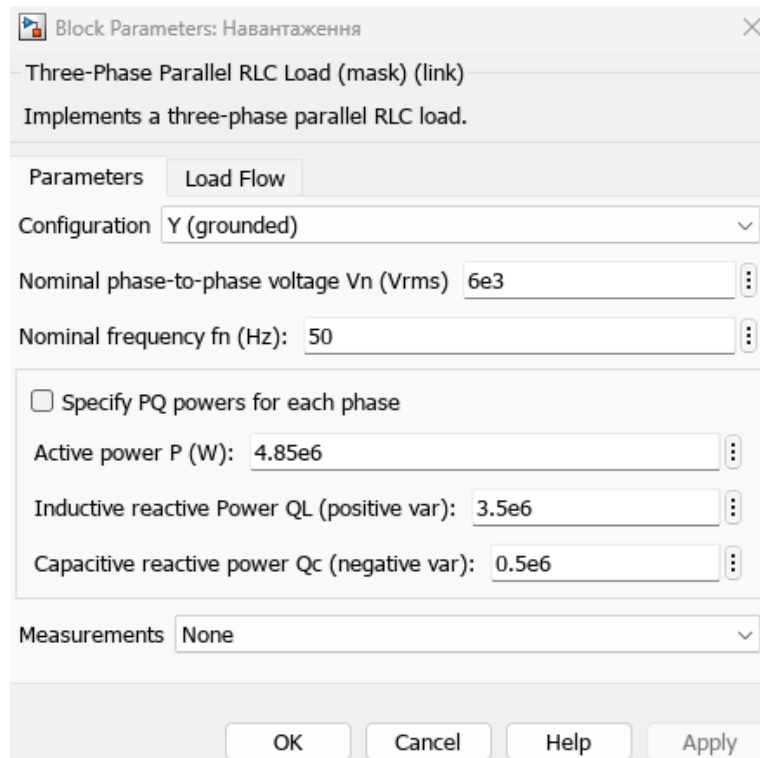 Block Parameters: Навантаження
Three-Phase Parallel RLC Load (mask) (link)
Implements a three-phase parallel RLC load.
Parameters Load Flow
Configuration Y (grounded)
Nominal phase-to-phase voltage Vn (Vrms) 6e3
Nominal frequency fn (Hz): 50
Specify PQ powers for each phase
Active power P (W): 4.85e6
Inductive reactive Power QL (positive var): 3.5e6
Capacitive reactive power Qc (negative var): 0.5e6
Measurements None
OK Cancel Help Apply